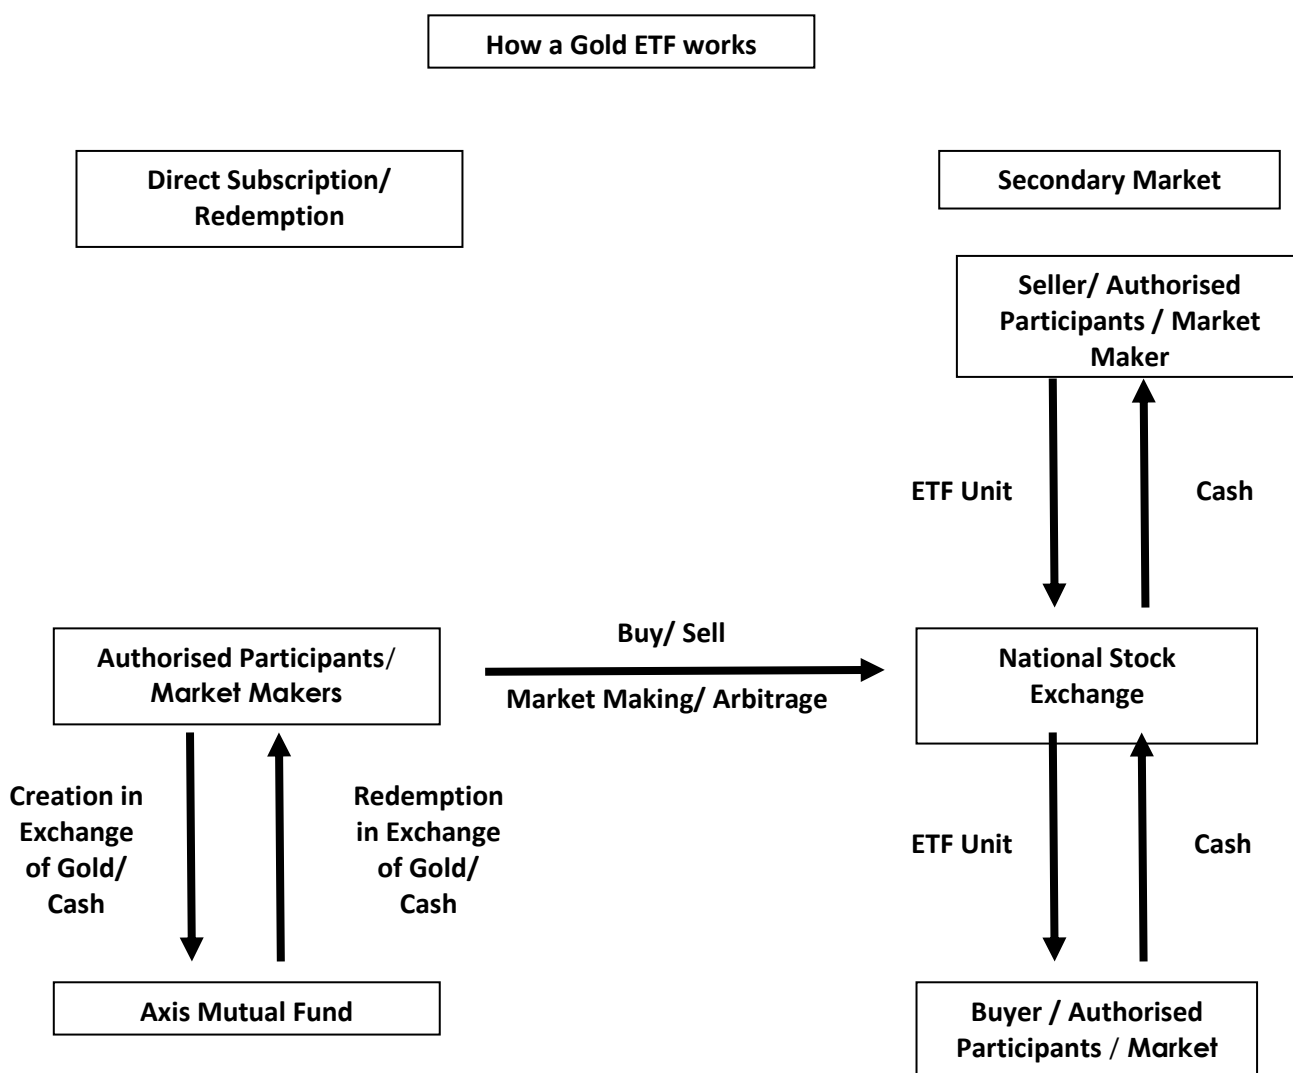 How a Gold ETF works
Direct Subscription/
Redemption
Secondary Market
Seller/ Authorised
Participants / Market
Maker
ETF Unit
Cash
Authorised Participants/
Market Makers
Buy/ Sell
Market Making/ Arbitrage
National Stock
Exchange
Creation in
Exchange
of Gold/
Cash
Redemption
in Exchange
of Gold/
Cash
ETF Unit
Cash
Axis Mutual Fund
Buyer / Authorised
Participants / Market